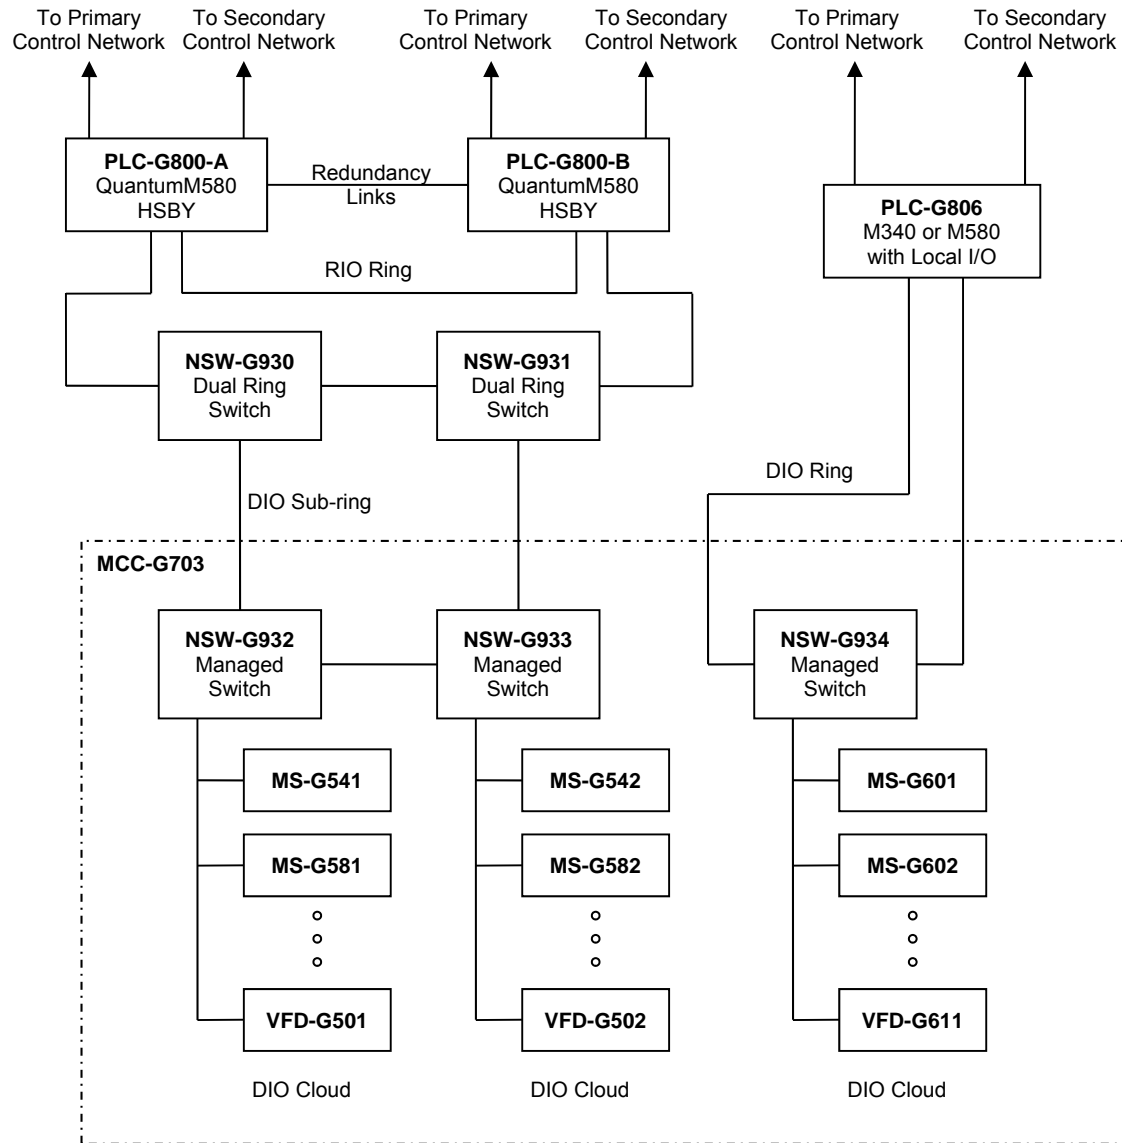 To Primary
Control Network
To Secondary
Control Network
To Primary
Control Network
To Secondary
Control Network
To Primary
Control Network
To Secondary
Control Network
PLC-G800-A
QuantumM580
HSBY
Redundancy
Links
PLC-G800-B
QuantumM580
HSBY
PLC-G806
M340 or M580
with Local I/O
RIO Ring
NSW-G930
Dual Ring
Switch
NSW-G931
Dual Ring
Switch
DIO Ring
DIO Sub-ring
MCC-G703
NSW-G932
Managed
Switch
NSW-G933
Managed
Switch
NSW-G934
Managed
Switch
MS-G541
MS-G542
MS-G601
MS-G581
MS-G582
MS-G602
VFD-G501
VFD-G502
VFD-G611
DIO Cloud
DIO Cloud
DIO Cloud